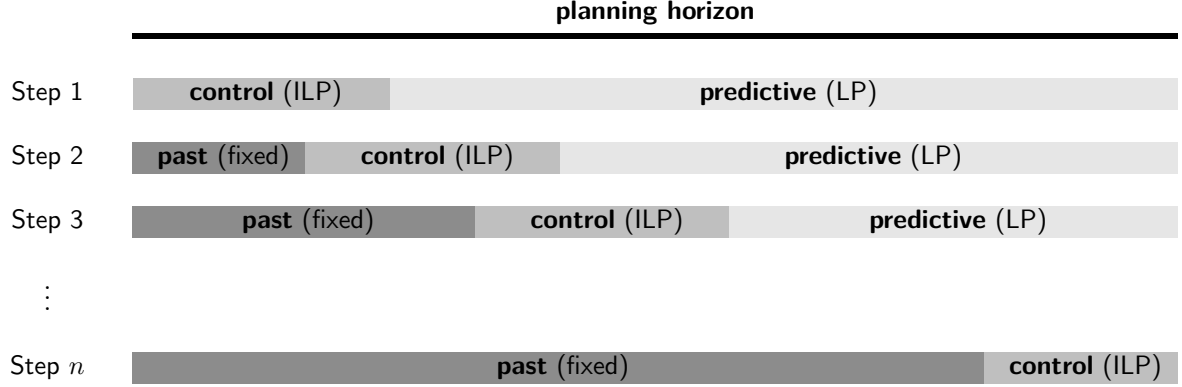 planning horizon
Step 1 control (ILP) predictive (LP)
Step 2 past (fixed) control (ILP) predictive (LP)
Step 3 past (fixed) control (ILP) predictive (LP)
⋮
Step n past (fixed) control (ILP)